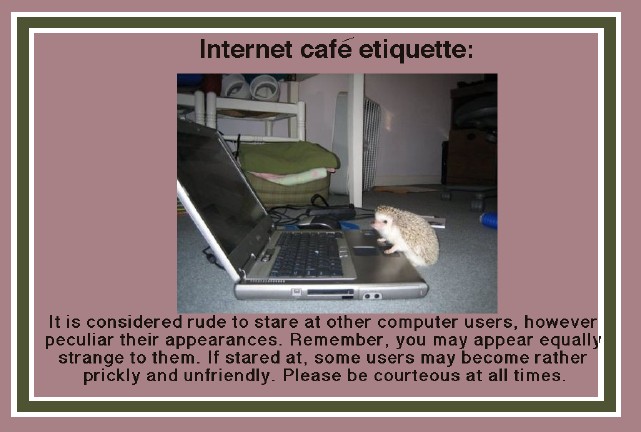 Internet café etiquette:
It is considered rude to stare at other computer users, however
peculiar their appearances. Remember, you may appear equally
strange to them. If stared at, some users may become rather
prickly and unfriendly. Please be courteous at all times.